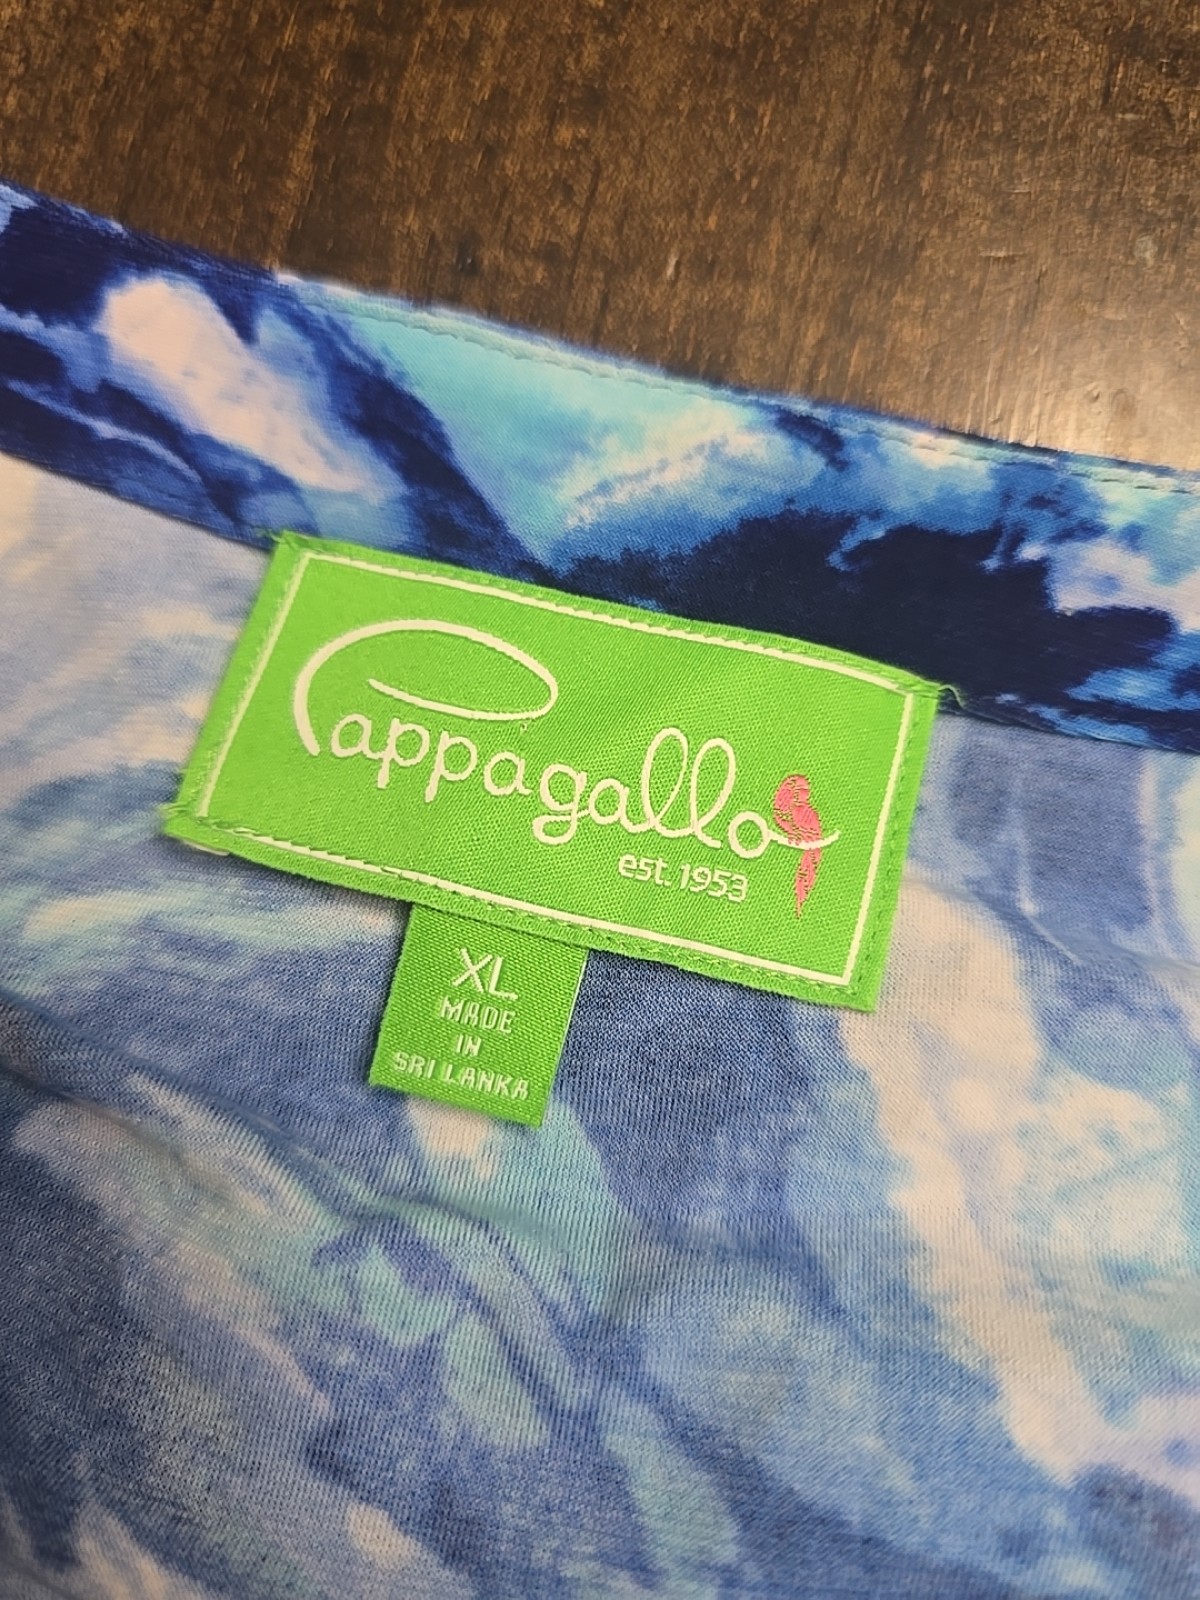 Pappagallo
est. 1953
XL
MADE
IN
SRI LANKA